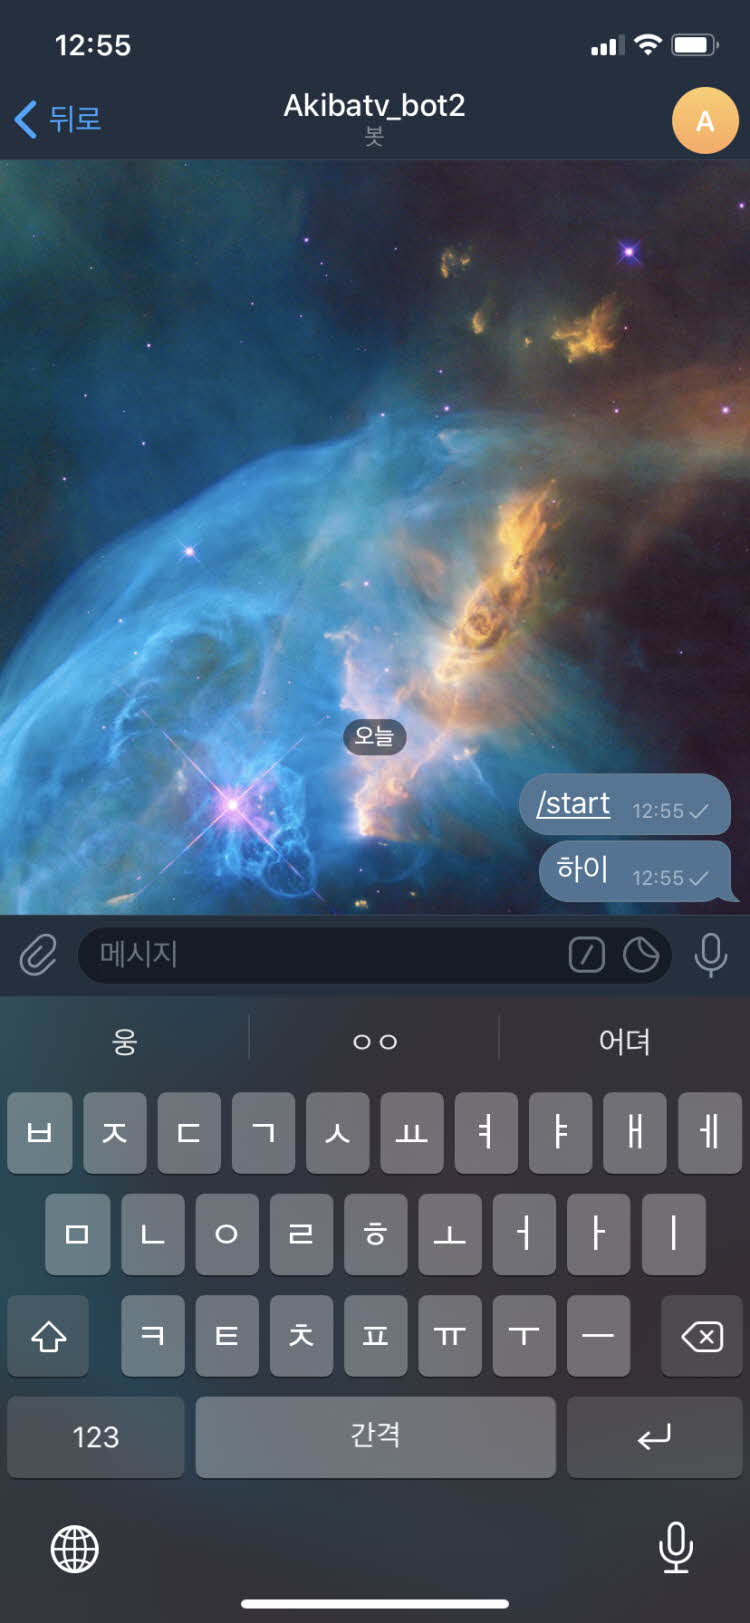 12:55
뒤로
Akibatv_bot2
봇
A
오늘
/start 12:55
하이 12:55
메시지
웅 ㅇㅇ 어뎌
ㅂ ㅈ ㄷ ㄱ ㅅ ㅛ ㅕ ㅑ ㅐ ㅔ
ㅁ ㄴ ㅇ ㄹ ㅎ ㅗ ㅓ ㅏ ㅣ
ㅋ ㅌ ㅊ ㅍ ㅠ ㅜ ㅡ
123 간격